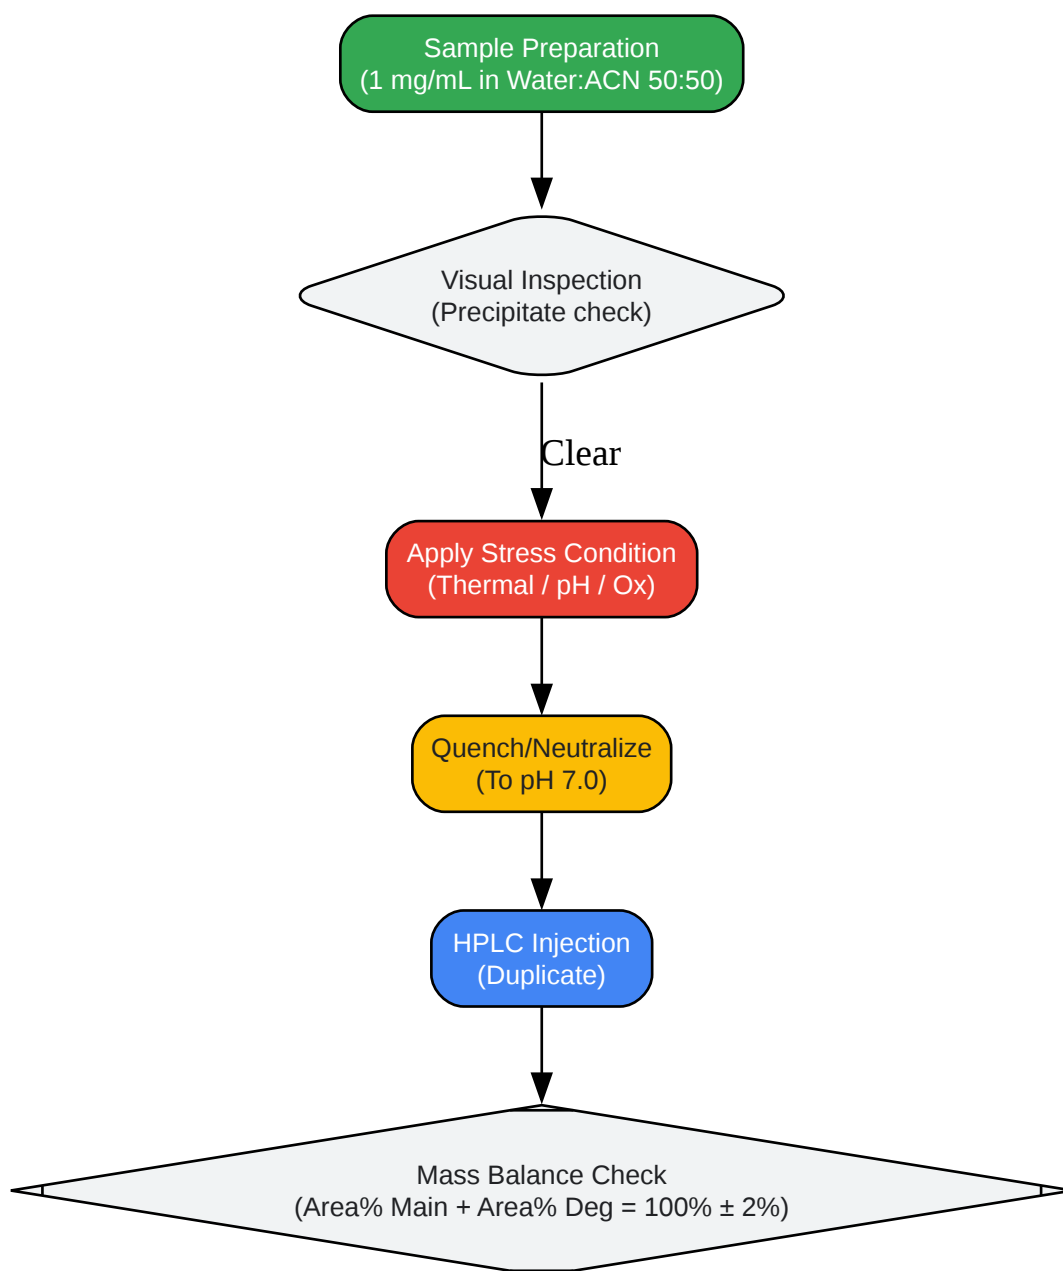 Sample Preparation
(1 mg/mL in Water:ACN 50:50)
Visual Inspection
(Precipitate check)
Clear
Apply Stress Condition
(Thermal / pH / Ox)
Quench/Neutralize
(To pH 7.0)
HPLC Injection
(Duplicate)
Mass Balance Check
(Area% Main + Area% Deg = 100% ± 2%)